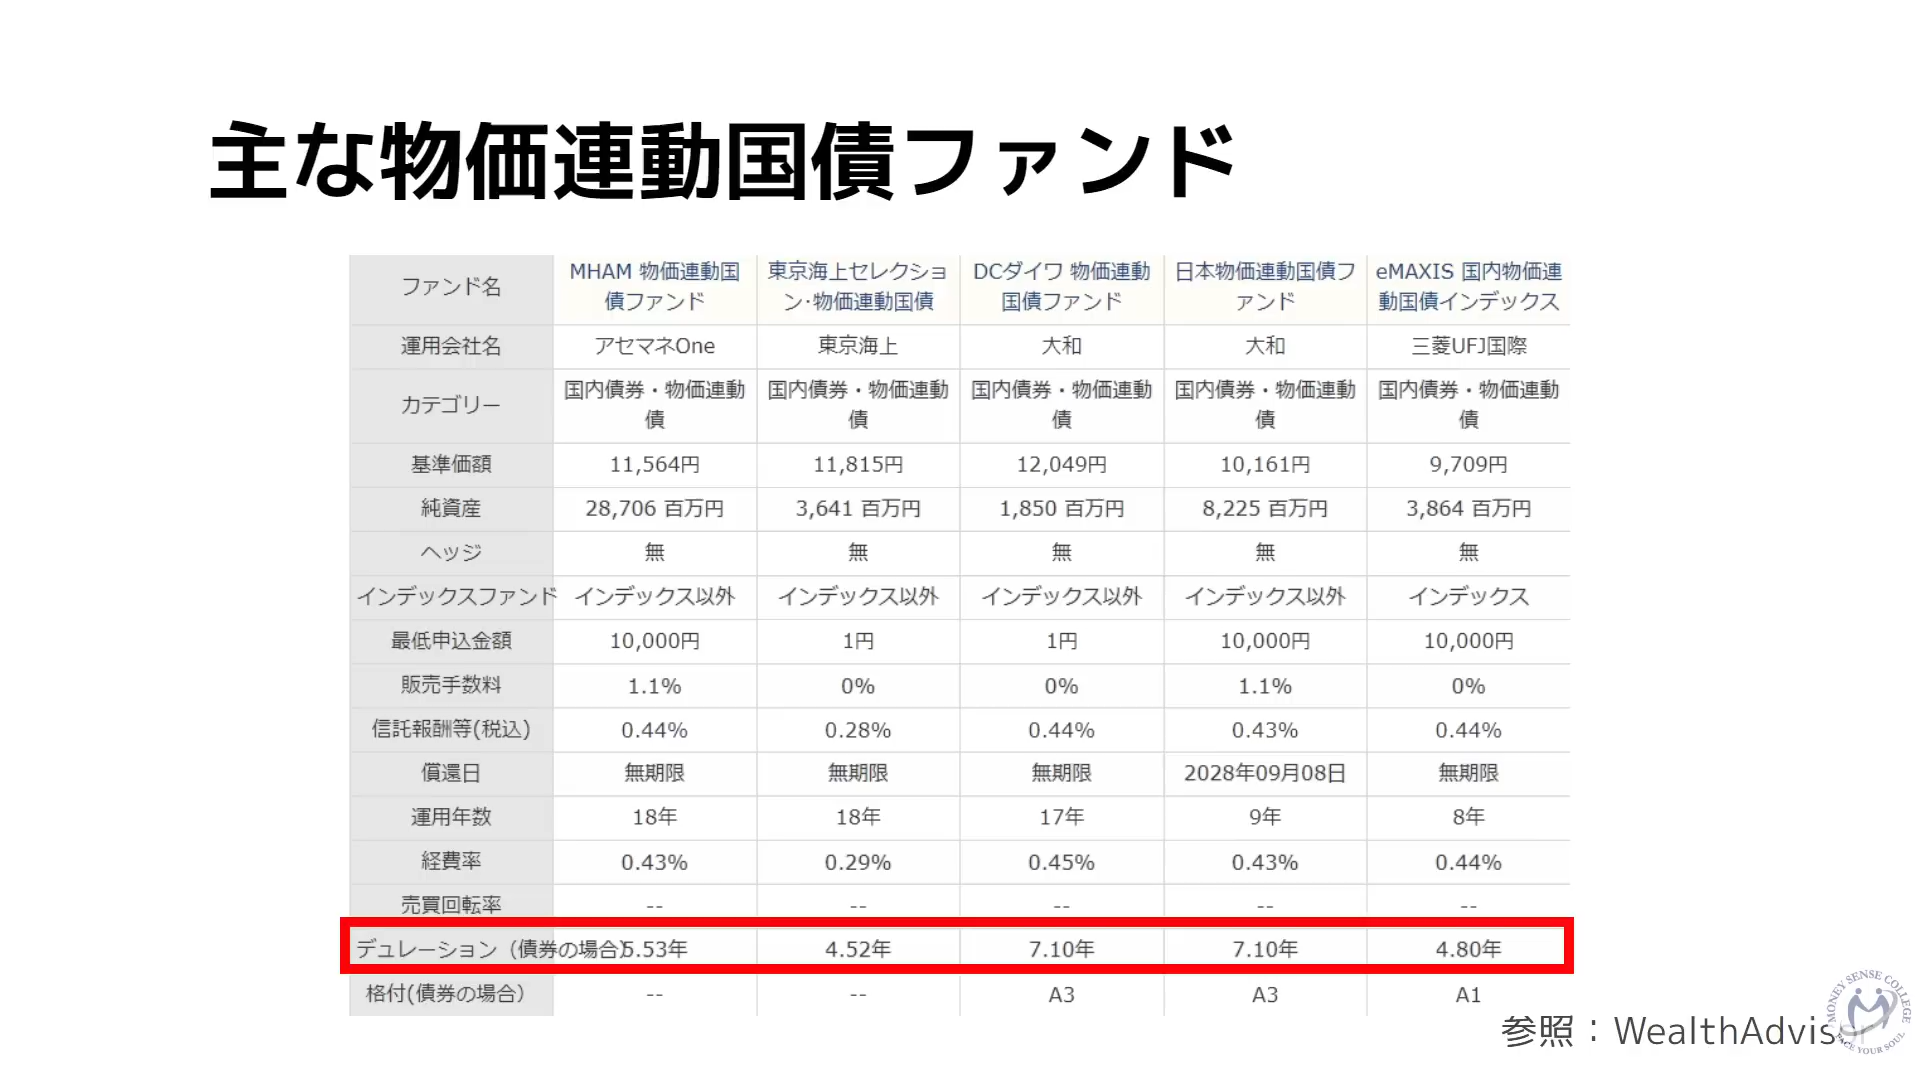 主な物価連動国債ファンド
ファンド名 MHAM 物価連動国債ファンド 東京海上セレクション・物価連動国債 DCダイワ 物価連動国債ファンド 日本物価連動国債ファンド eMAXIS 国内物価連動国債インデックス
運用会社名 アセマネOne 東京海上 大和 大和 三菱UFJ国際
カテゴリー 国内債券・物価連動債 国内債券・物価連動債 国内債券・物価連動債 国内債券・物価連動債 国内債券・物価連動債
基準価額 11,564円 11,815円 12,049円 10,161円 9,709円
純資産 28,706 百万円 3,641 百万円 1,850 百万円 8,225 百万円 3,864 百万円
ヘッジ 無 無 無 無 無
インデックスファンド インデックス以外 インデックス以外 インデックス以外 インデックス以外 インデックス
最低申込金額 10,000円 1円 1円 10,000円 10,000円
販売手数料 1.1% 0% 0% 1.1% 0%
信託報酬等(税込) 0.44% 0.28% 0.44% 0.43% 0.44%
償還日 無期限 無期限 無期限 2028年09月08日 無期限
運用年数 18年 18年 17年 9年 8年
経費率 0.43% 0.29% 0.45% 0.43% 0.44%
売買回転率 -- -- -- -- --
デュレーション（債券の場合） .53年 4.52年 7.10年 7.10年 4.80年
格付(債券の場合） -- -- A3 A3 A1
参照：WealthAdvisor
MONEY SENSE COLLEGE
FACE YOUR SOUL